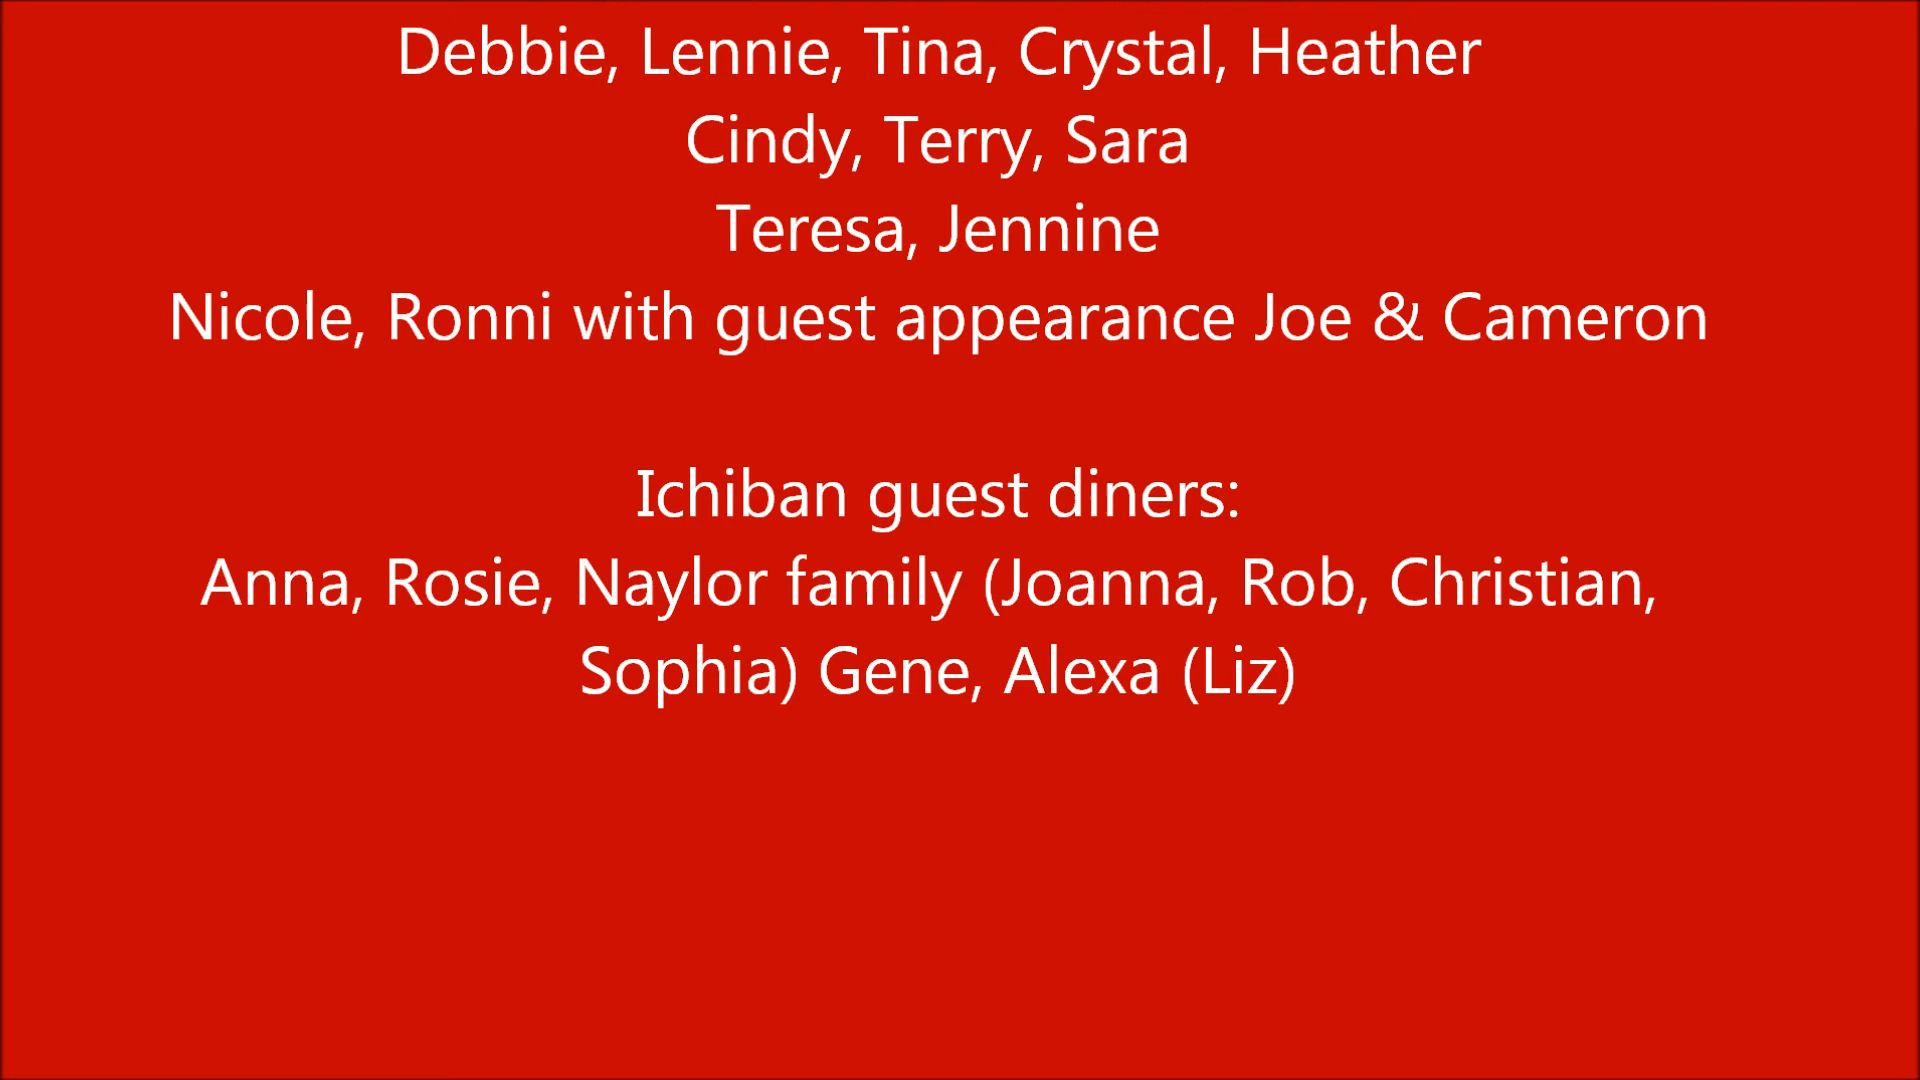 Debbie, Lennie, Tina, Crystal, Heather
Cindy, Terry, Sara
Teresa, Jennine
Nicole, Ronni with guest appearance Joe & Cameron
Ichiban guest diners:
Anna, Rosie, Naylor family (Joanna, Rob, Christian,
Sophia) Gene, Alexa (Liz)